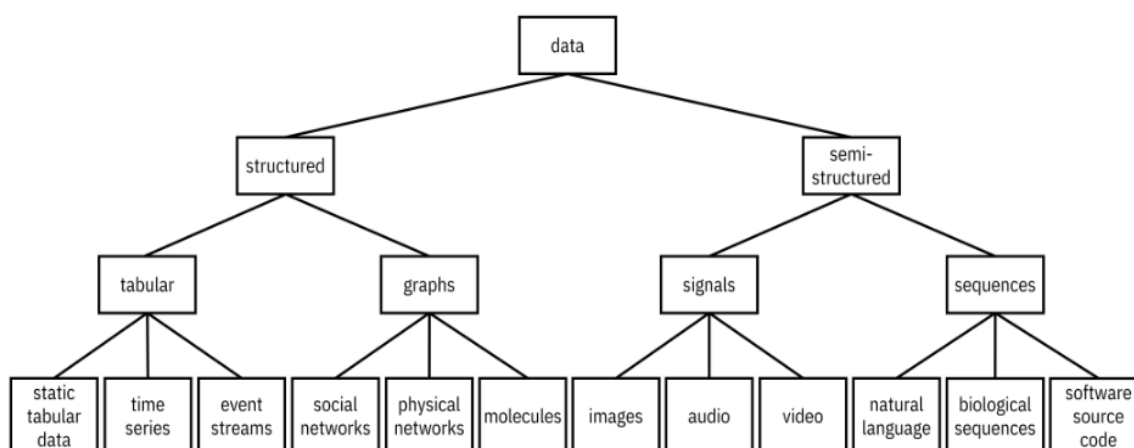 data
structured
semi-
structured
tabular
graphs
signals
sequences
static
tabular
data
time
series
event
streams
social
networks
physical
networks
molecules
images
audio
video
natural
language
biological
sequences
software
source
code